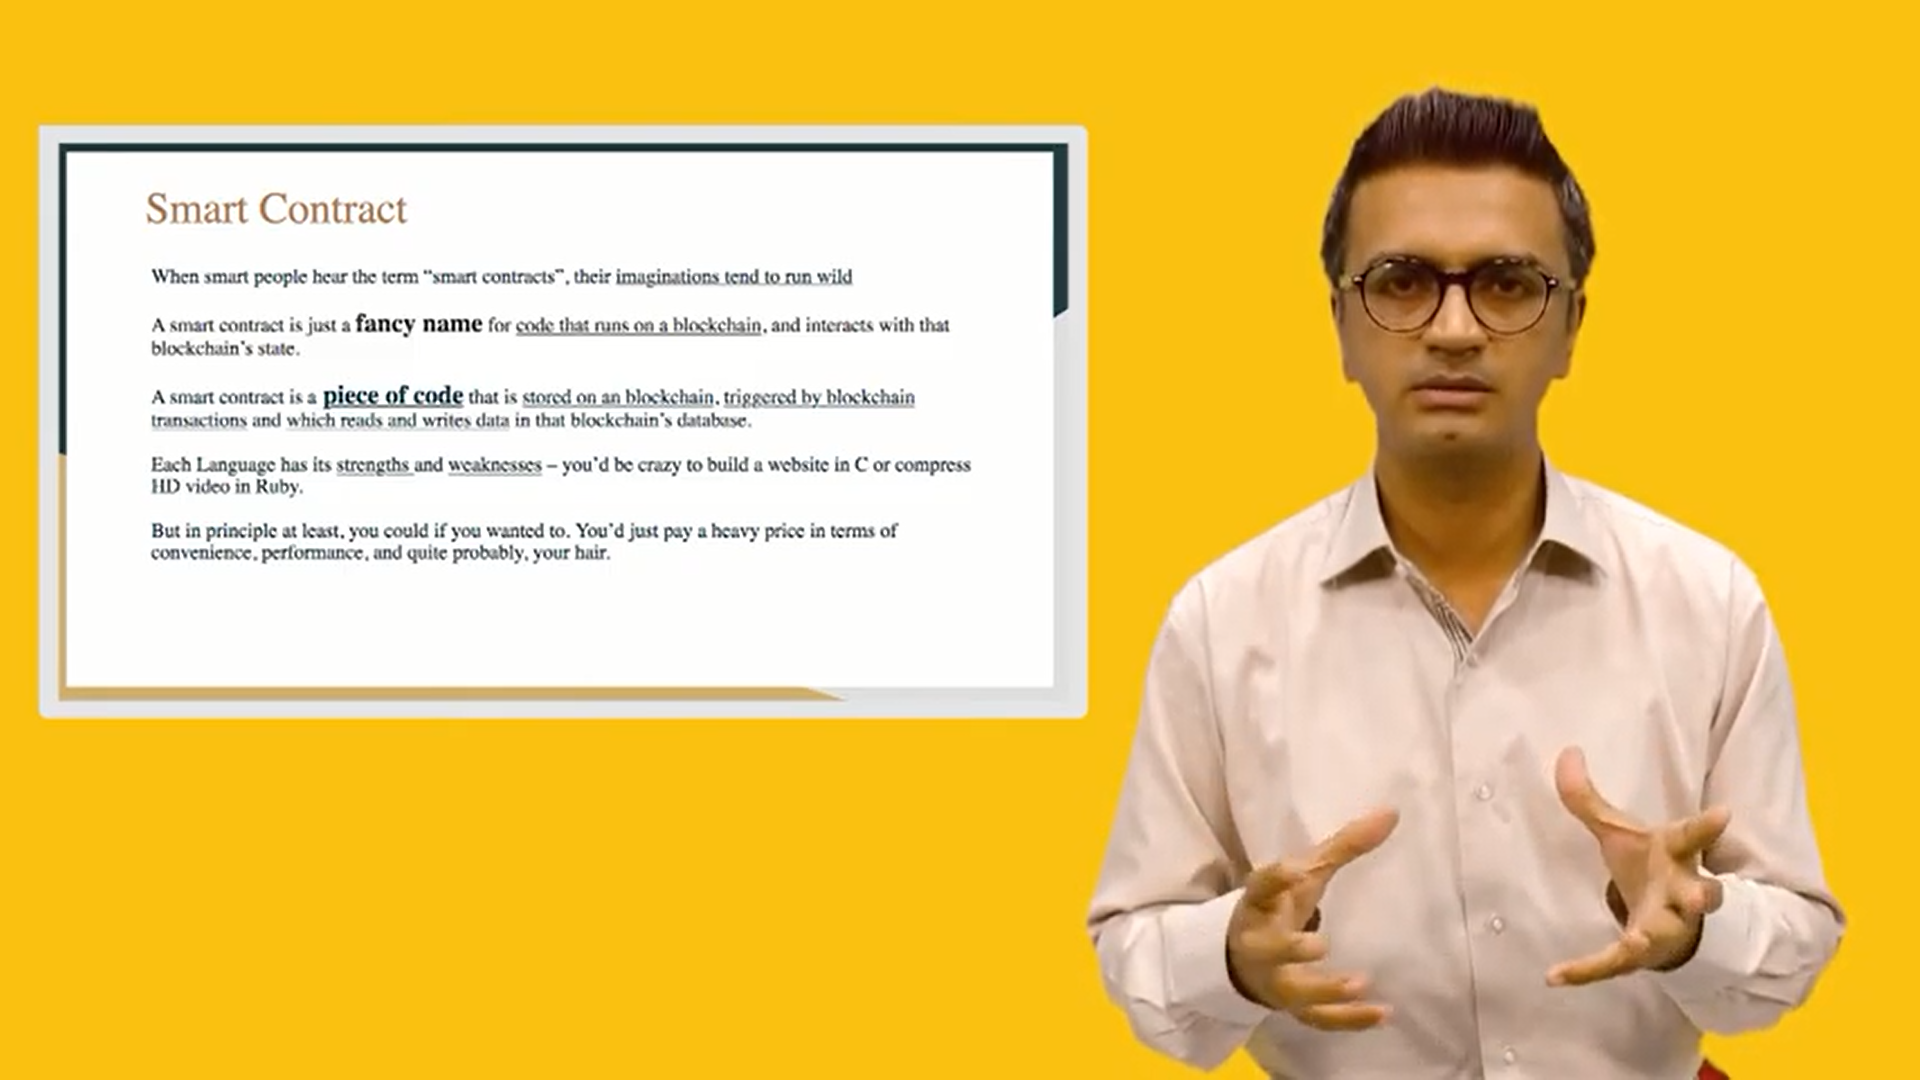 Smart Contract
When smart people hear the term “smart contracts”, their imaginations tend to run wild
A smart contract is just a fancy name for code that runs on a blockchain, and interacts with that
blockchain’s state.
A smart contract is a piece of code that is stored on an blockchain, triggered by blockchain
transactions and which reads and writes data in that blockchain’s database.
Each Language has its strengths and weaknesses – you’d be crazy to build a website in C or compress
HD video in Ruby.
But in principle at least, you could if you wanted to. You’d just pay a heavy price in terms of
convenience, performance, and quite probably, your hair.